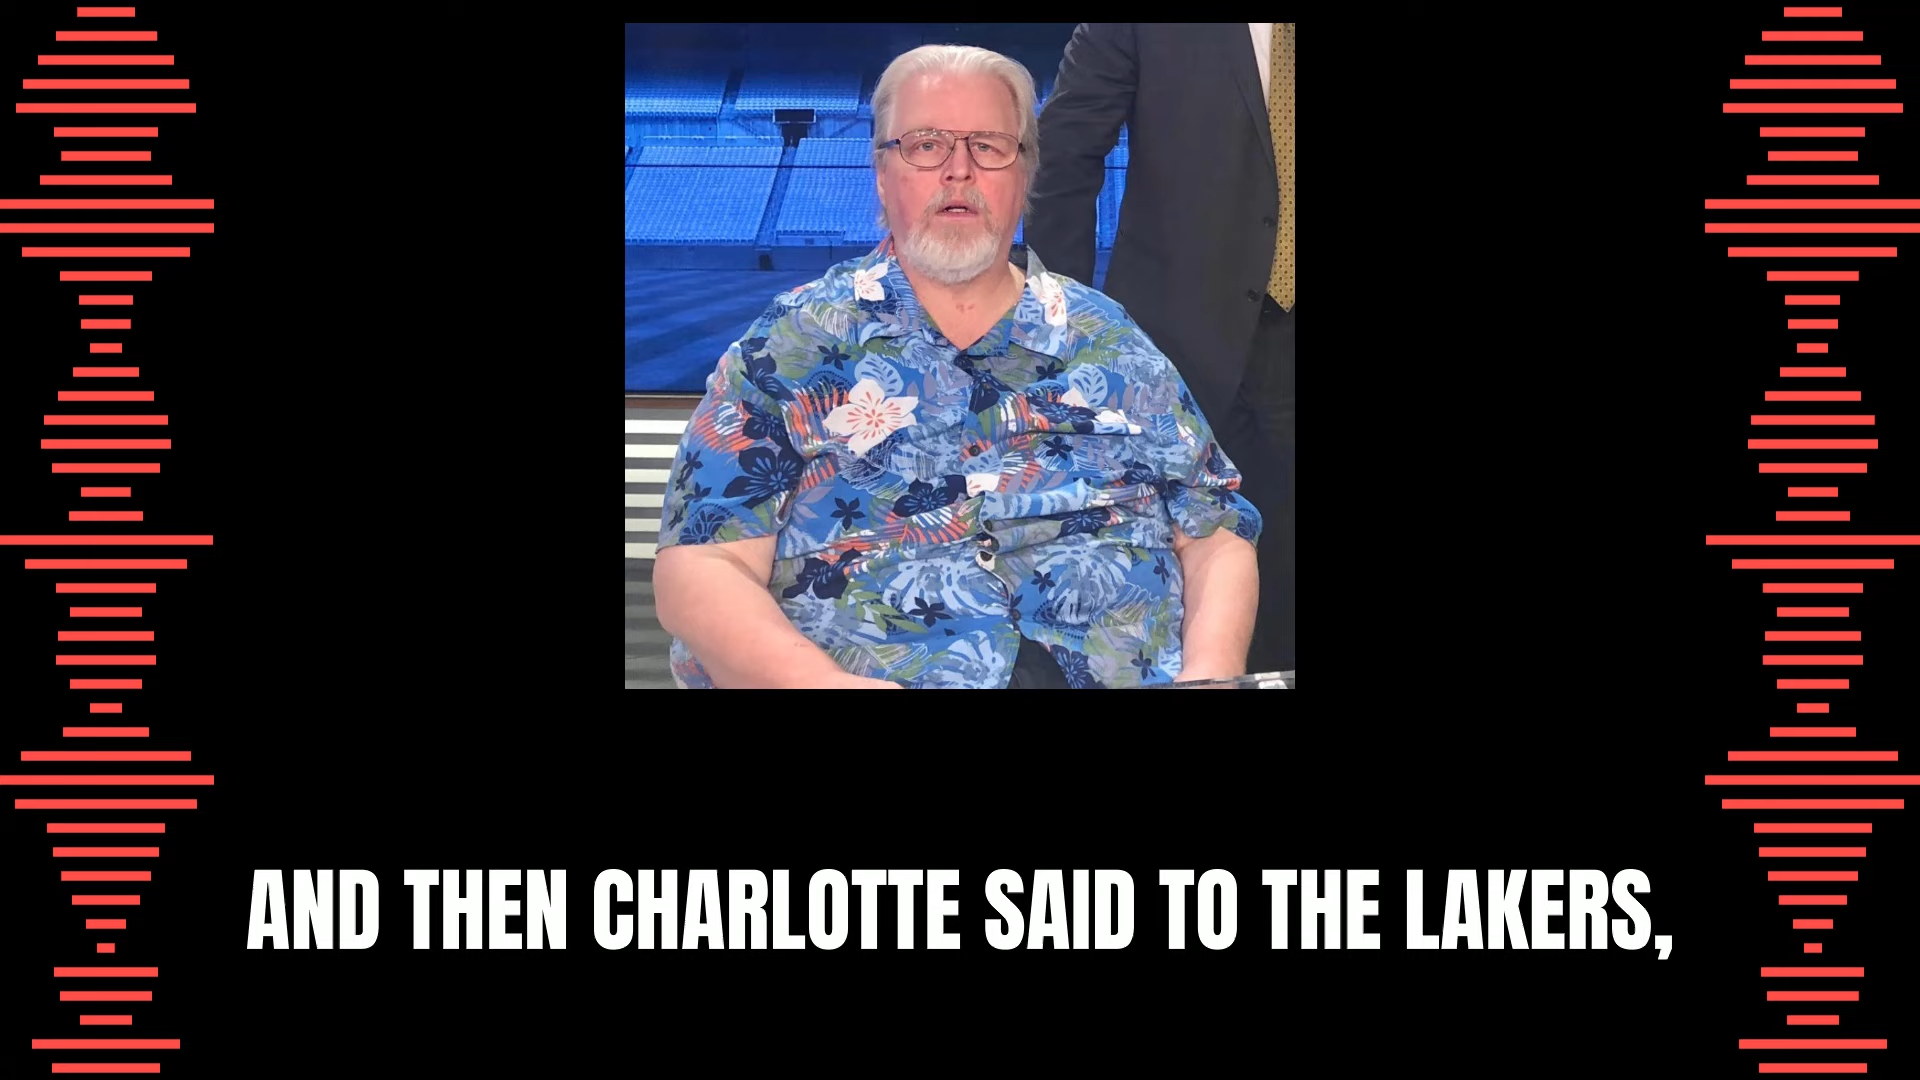 AND THEN CHARLOTTE SAID TO THE LAKERS,